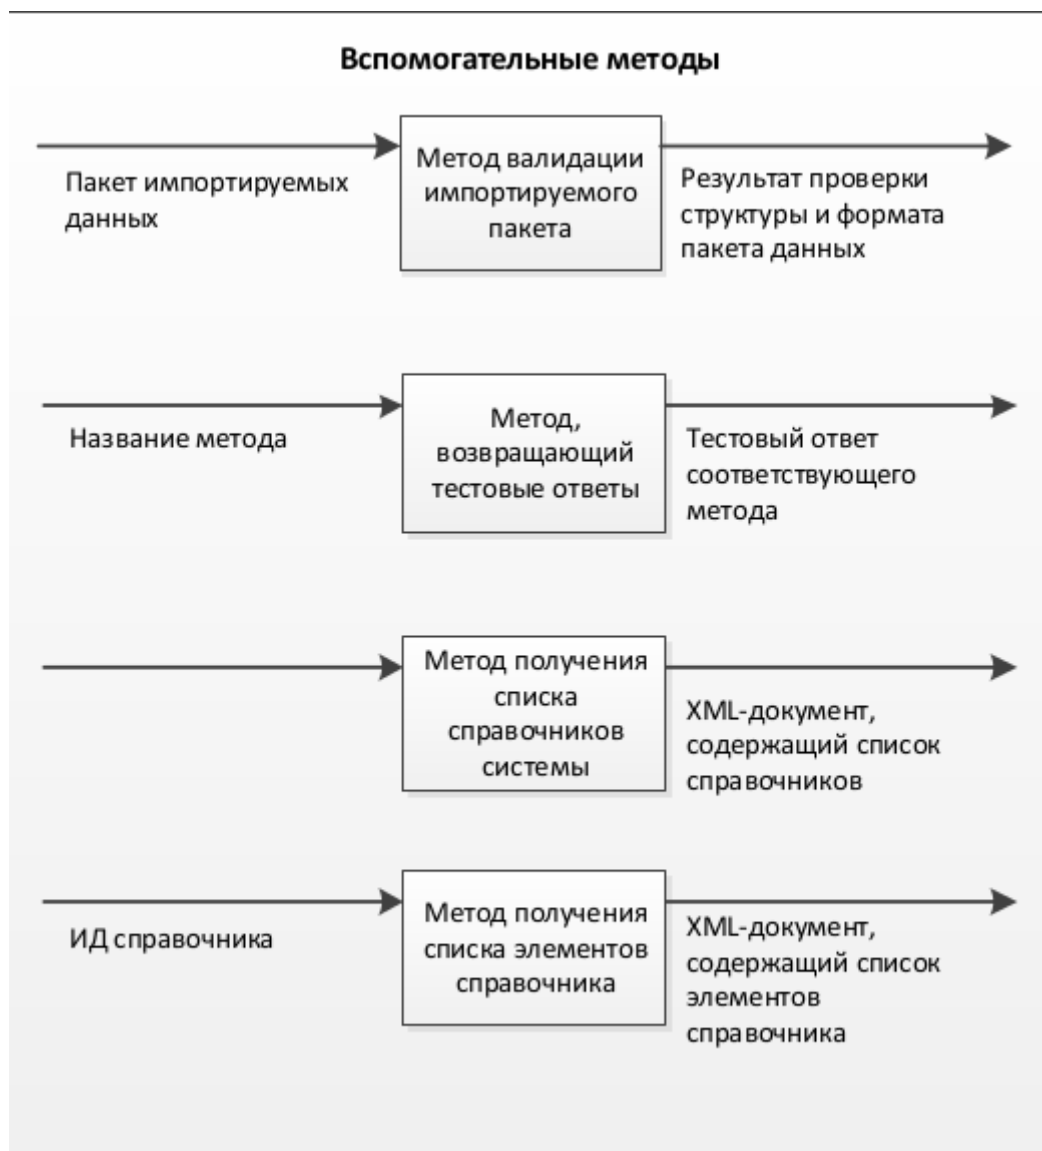 Вспомогательные методы
Пакет импортируемых
данных
Метод валидации
импортируемого
пакета
Результат проверки
структуры и формата
пакета данных
Название метода
Метод,
возвращающий
тестовые ответы
Тестовый ответ
соответствующего
метода
Метод получения
списка
справочников
системы
XML-документ,
содержащий список
справочников
ИД справочника
Метод получения
списка элементов
справочника
XML-документ,
содержащий список
элементов
справочника